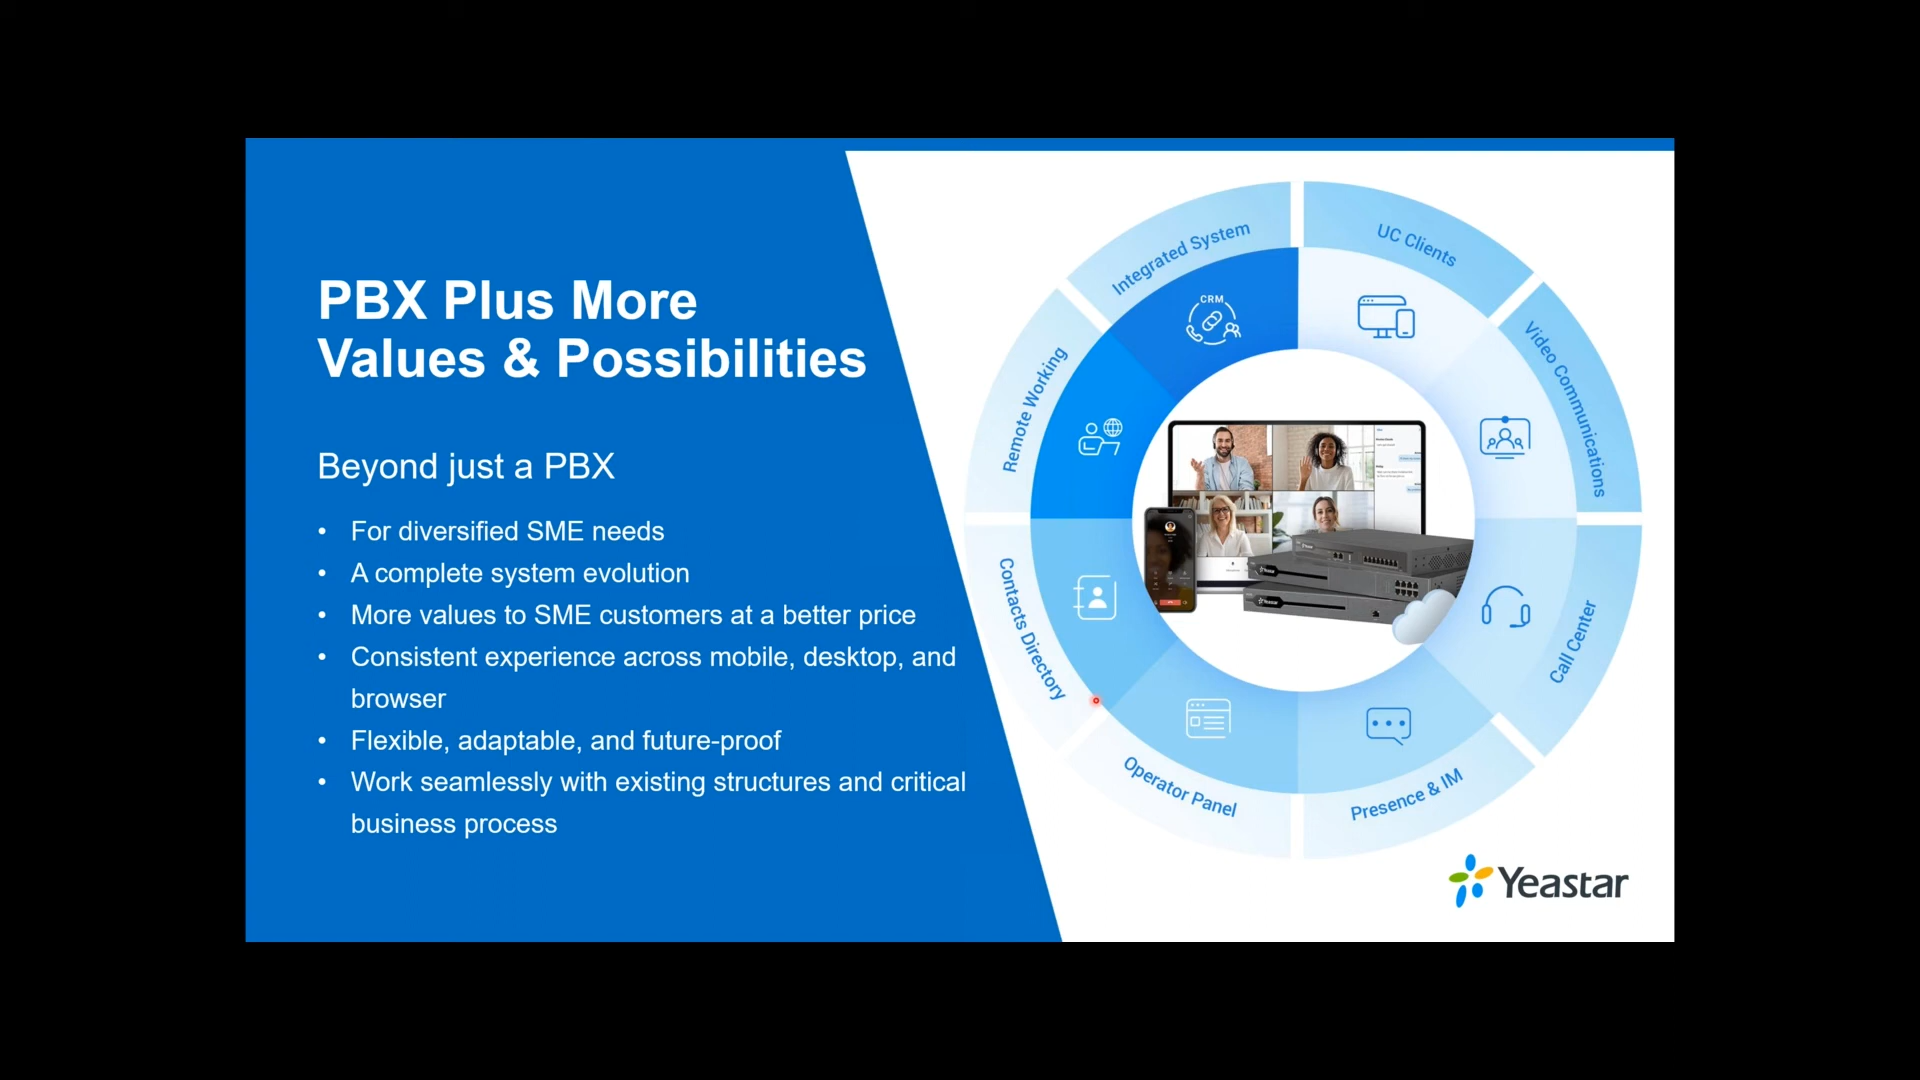 PBX Plus More
Values & Possibilities
Beyond just a PBX
• For diversified SME needs
• A complete system evolution
• More values to SME customers at a better price
• Consistent experience across mobile, desktop, and
browser
• Flexible, adaptable, and future-proof
• Work seamlessly with existing structures and critical
business process
Integrated System
UC Clients
Video Communications
Call Center
Presence & IM
Operator Panel
Contacts Directory
Remote Working
CRM
Yeastar
Yeastar
Yeastar